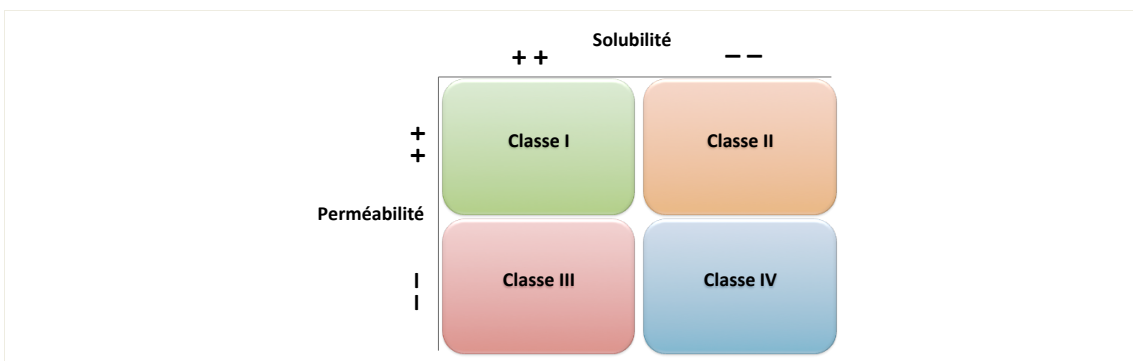 Solubilité
+ + − −
+
+
Classe I Classe II
Perméabilité
Classe III Classe IV
I
I